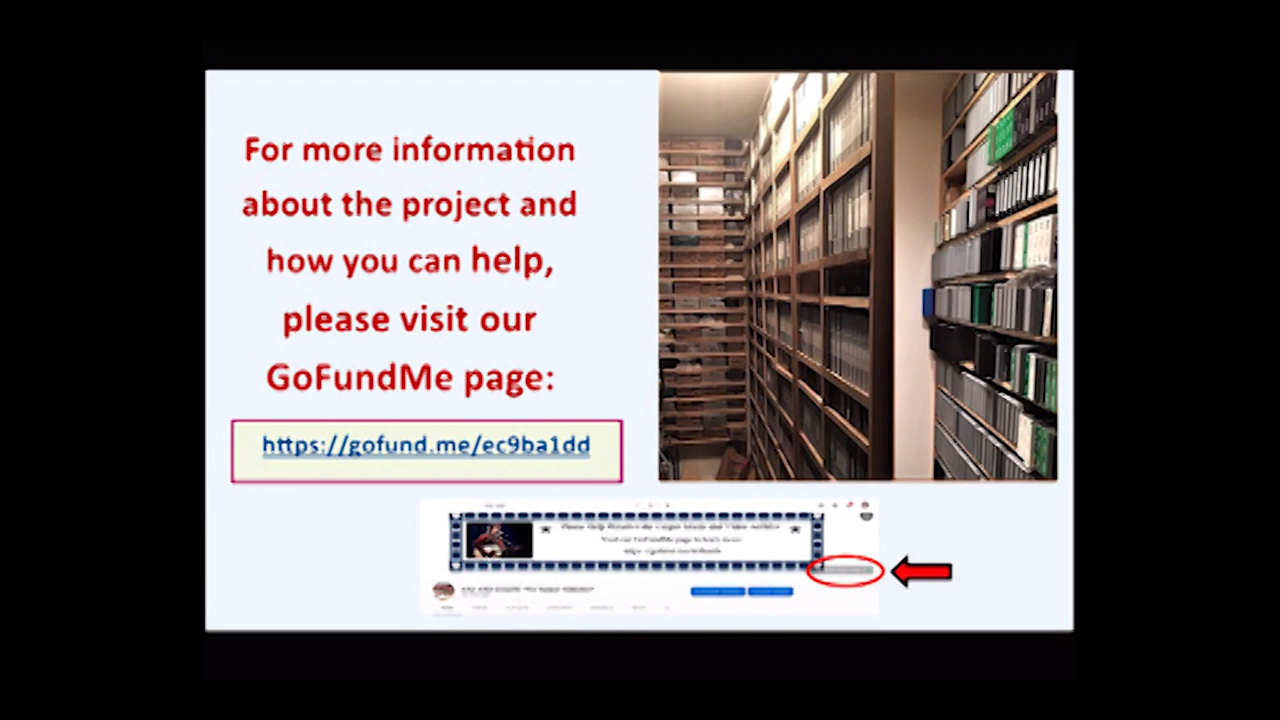 For more information
about the project and
how you can help,
please visit our
GoFundMe page:
https://gofund.me/ec9ba1dd